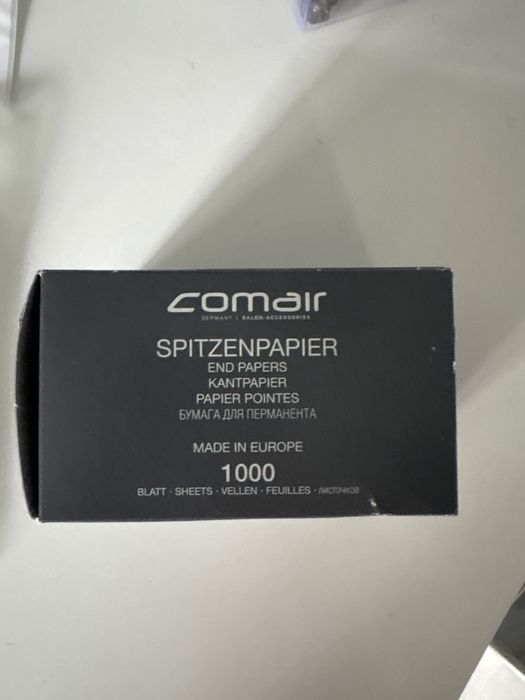 comair
GERMANY | SALON-ACCESSORIES
SPITZENPAPIER
END PAPERS
KANTPAPIER
PAPIER POINTES
БУМАГА ДЛЯ ПЕРМАНЕНТА
MADE IN EUROPE
1000
BLATT · SHEETS · VELLEN · FEUILLES · ЛИСТОЧКОВ